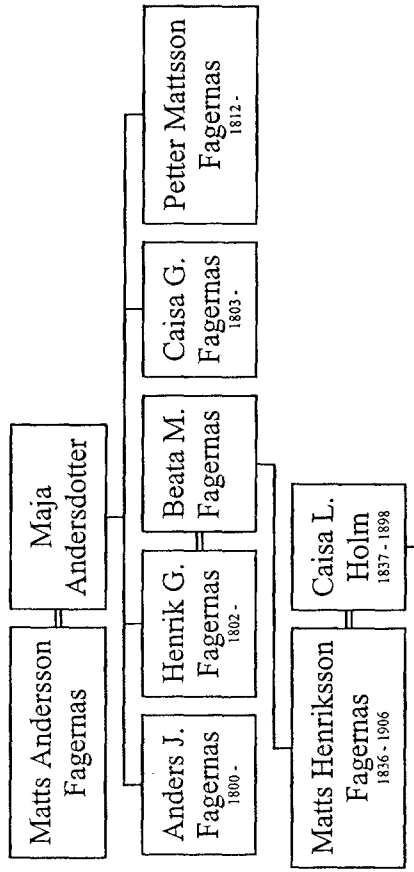 Matts Andersson
Fagernas
Maja
Andersdotter
Anders J.
Fagernas
1800 -
Henrik G.
Fagernas
1802 -
Beata M.
Fagernas
Caisa G.
Fagernas
1803 -
Petter Mattsson
Fagernas
1812 -
Matts Henriksson
Fagernas
1836 - 1906
Caisa L.
Holm
1837 - 1898